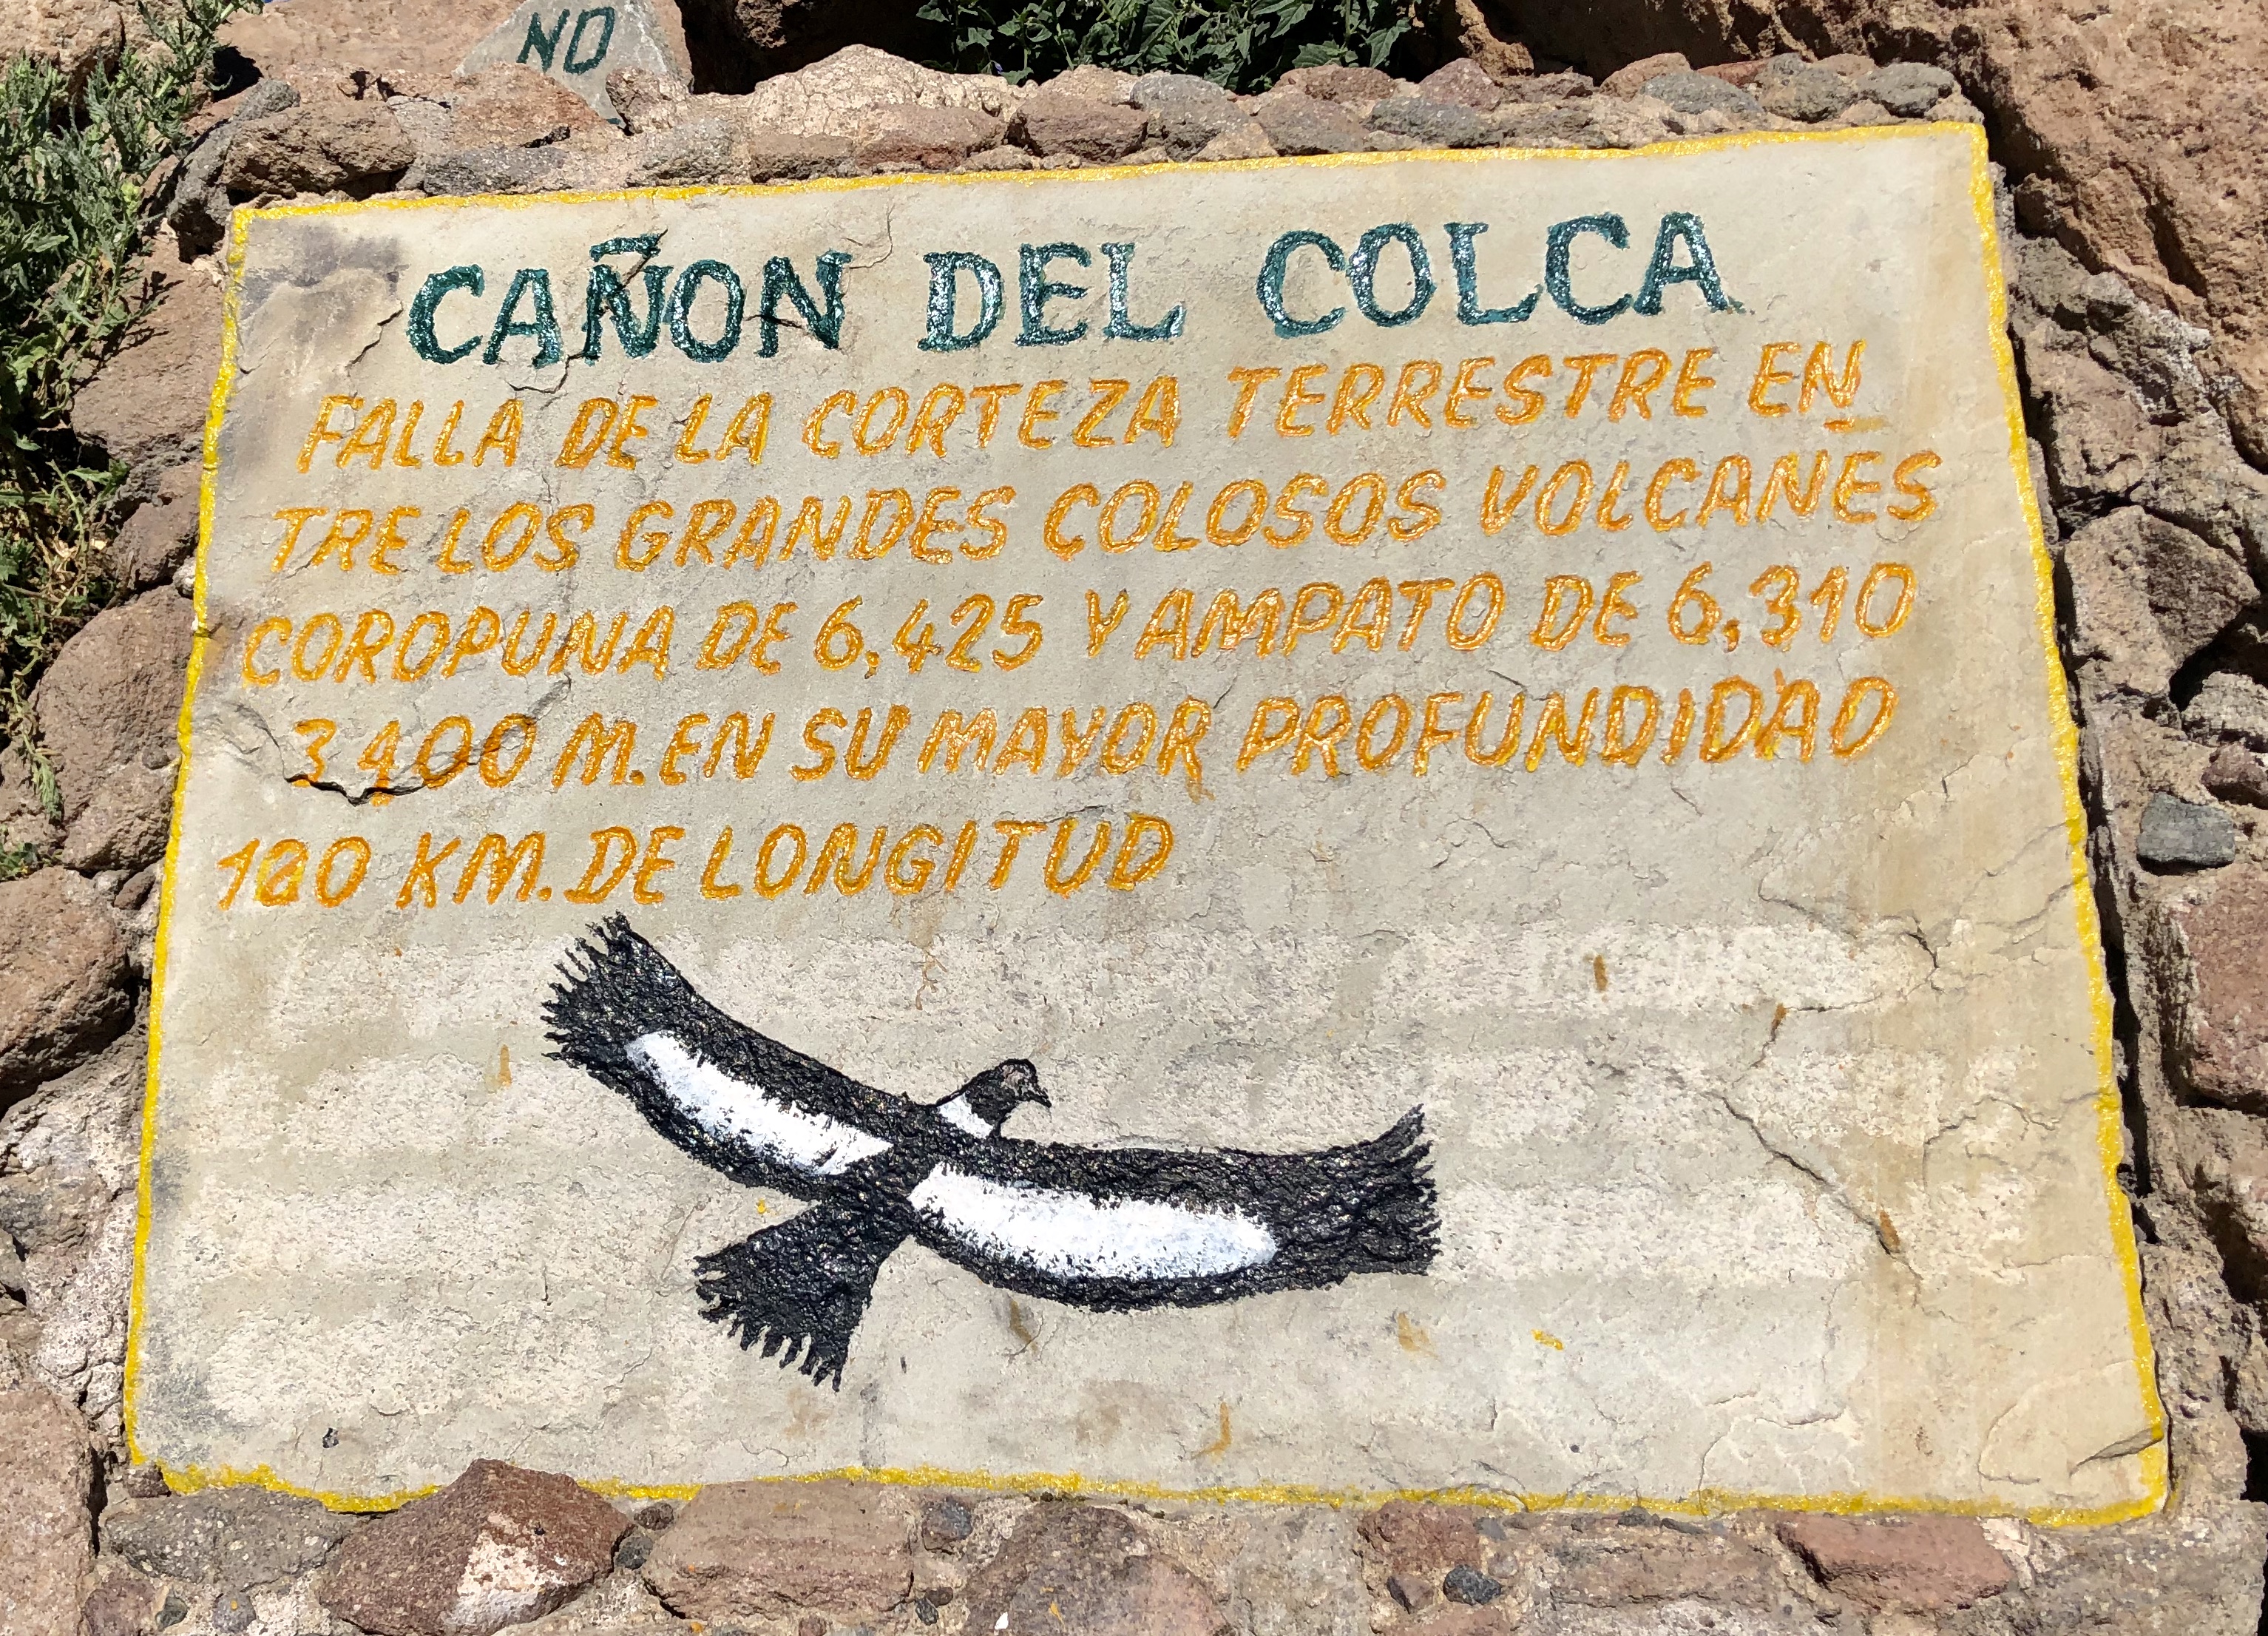 NO
CAÑON DEL COLCA
FALLA DE LA CORTEZA TERRESTRE EN
TRE LOS GRANDES COLOSOS VOLCANES
COROPUNA DE 6,425 Y AMPATO DE 6,310
3,400 M. EN SU MAYOR PROFUNDIDAD
100 KM. DE LONGITUD